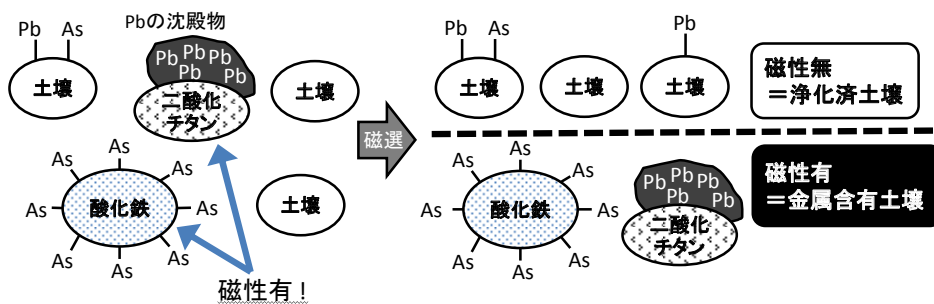 Pb As
土壌
Pbの沈殿物
Pb Pb Pb Pb Pb
二酸化
チタン
土壌
As As As As As As As As
酸化鉄
土壌
磁性有！
磁選
Pb As
土壌
土壌
Pb
土壌
磁性無
＝浄化済土壌
As As As As As As As As
酸化鉄
Pb Pb Pb Pb Pb
二酸化
チタン
磁性有
＝金属含有土壌